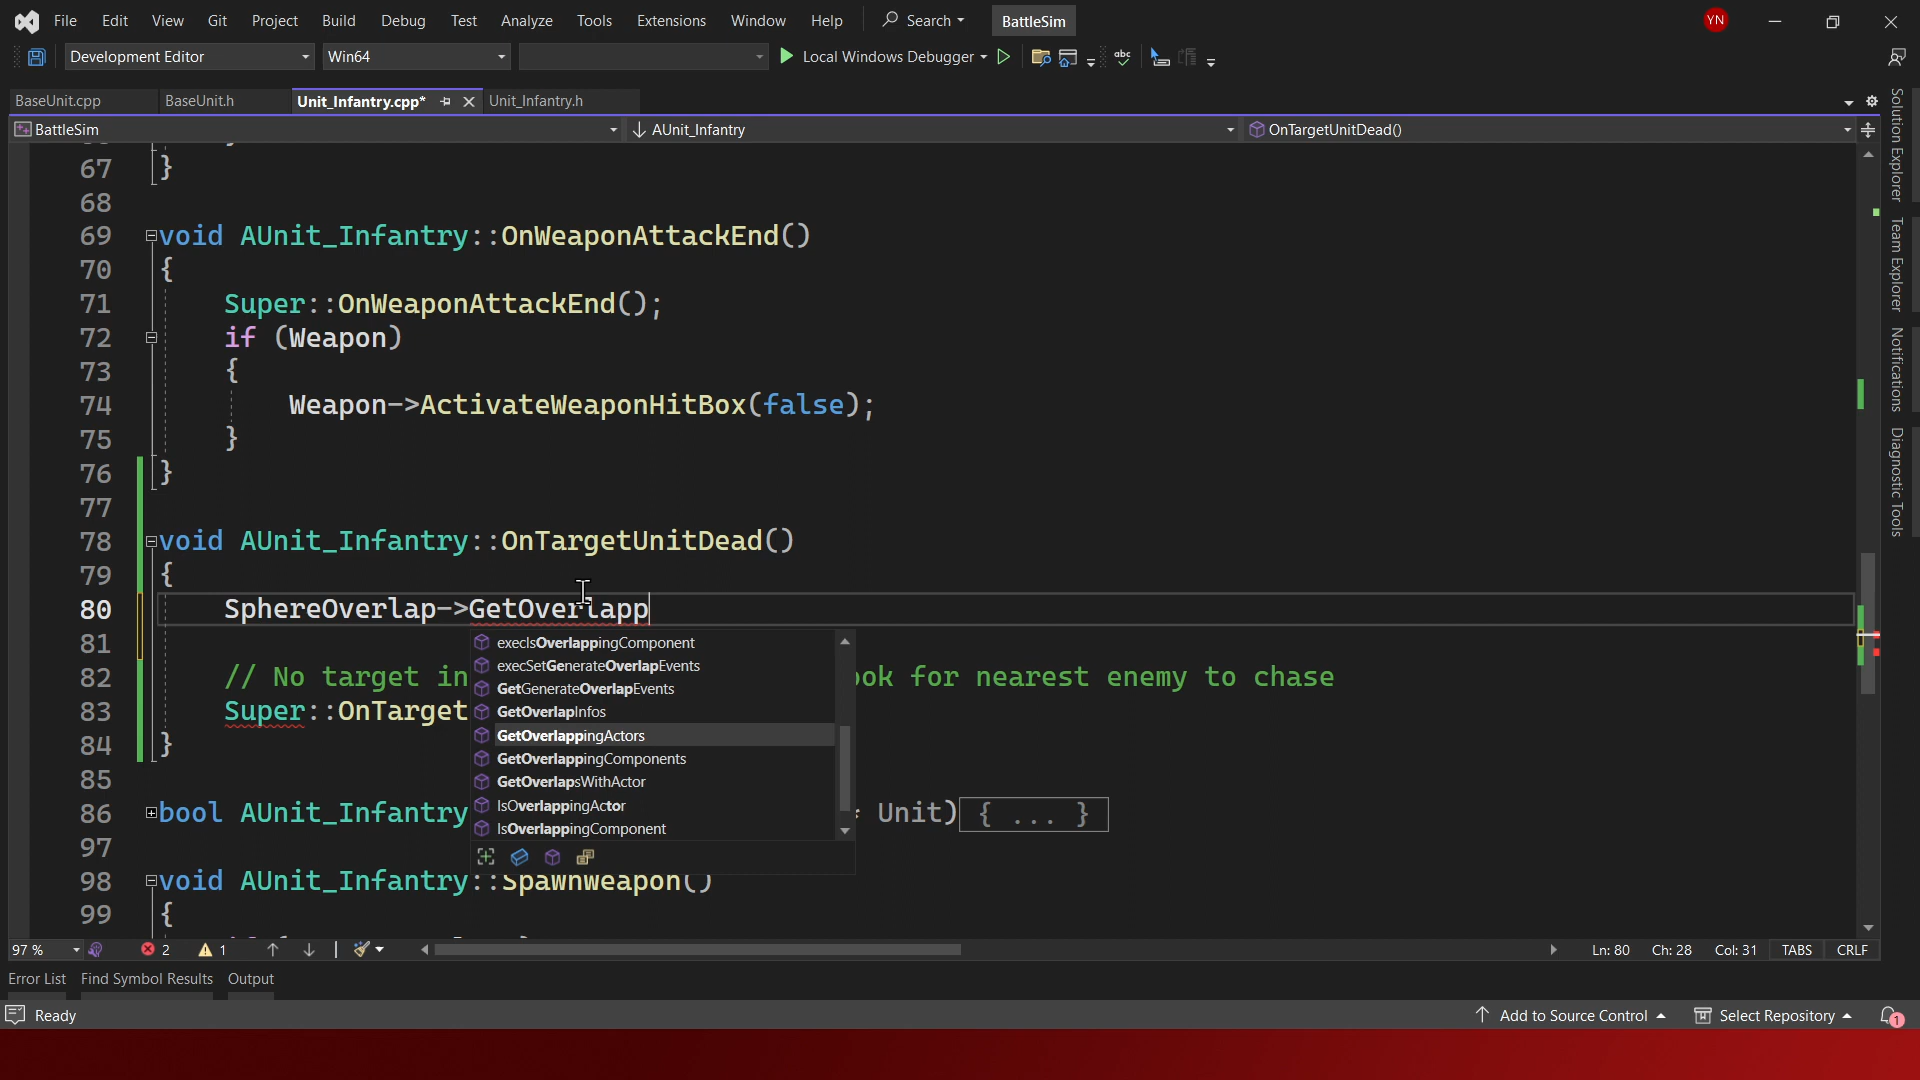 File Edit View Git Project Build Debug Test Analyze Tools Extensions Window Help Search BattleSim YN
Development Editor Win64 Local Windows Debugger
BaseUnit.cpp BaseUnit.h Unit_Infantry.cpp* Unit_Infantry.h
BattleSim AUnit_Infantry OnTargetUnitDead()
67 }
68
69 void AUnit_Infantry::OnWeaponAttackEnd()
70 {
71 Super::OnWeaponAttackEnd();
72 if (Weapon)
73 {
74 Weapon->ActivateWeaponHitBox(false);
75 }
76 }
77
78 void AUnit_Infantry::OnTargetUnitDead()
79 {
80 SphereOverlap->GetOverlapp
81
execIsOverlappingComponent
execSetGenerateOverlapEvents
82 // No target in ok for nearest enemy to chase
GetGenerateOverlapEvents
83 Super::OnTarget
GetOverlapInfos
GetOverlappingActors
84 }
GetOverlappingComponents
85
GetOverlapsWithActor
86 bool AUnit_Infantry Unit) { ... }
IsOverlappingActor
IsOverlappingComponent
97
98 void AUnit_Infantry::SpawnWeapon()
99 {
97 % 2 1 Ln: 80 Ch: 28 Col: 31 TABS CRLF
Error List Find Symbol Results Output
Ready Add to Source Control Select Repository 1
Solution Explorer
Team Explorer
Notifications
Diagnostic Tools